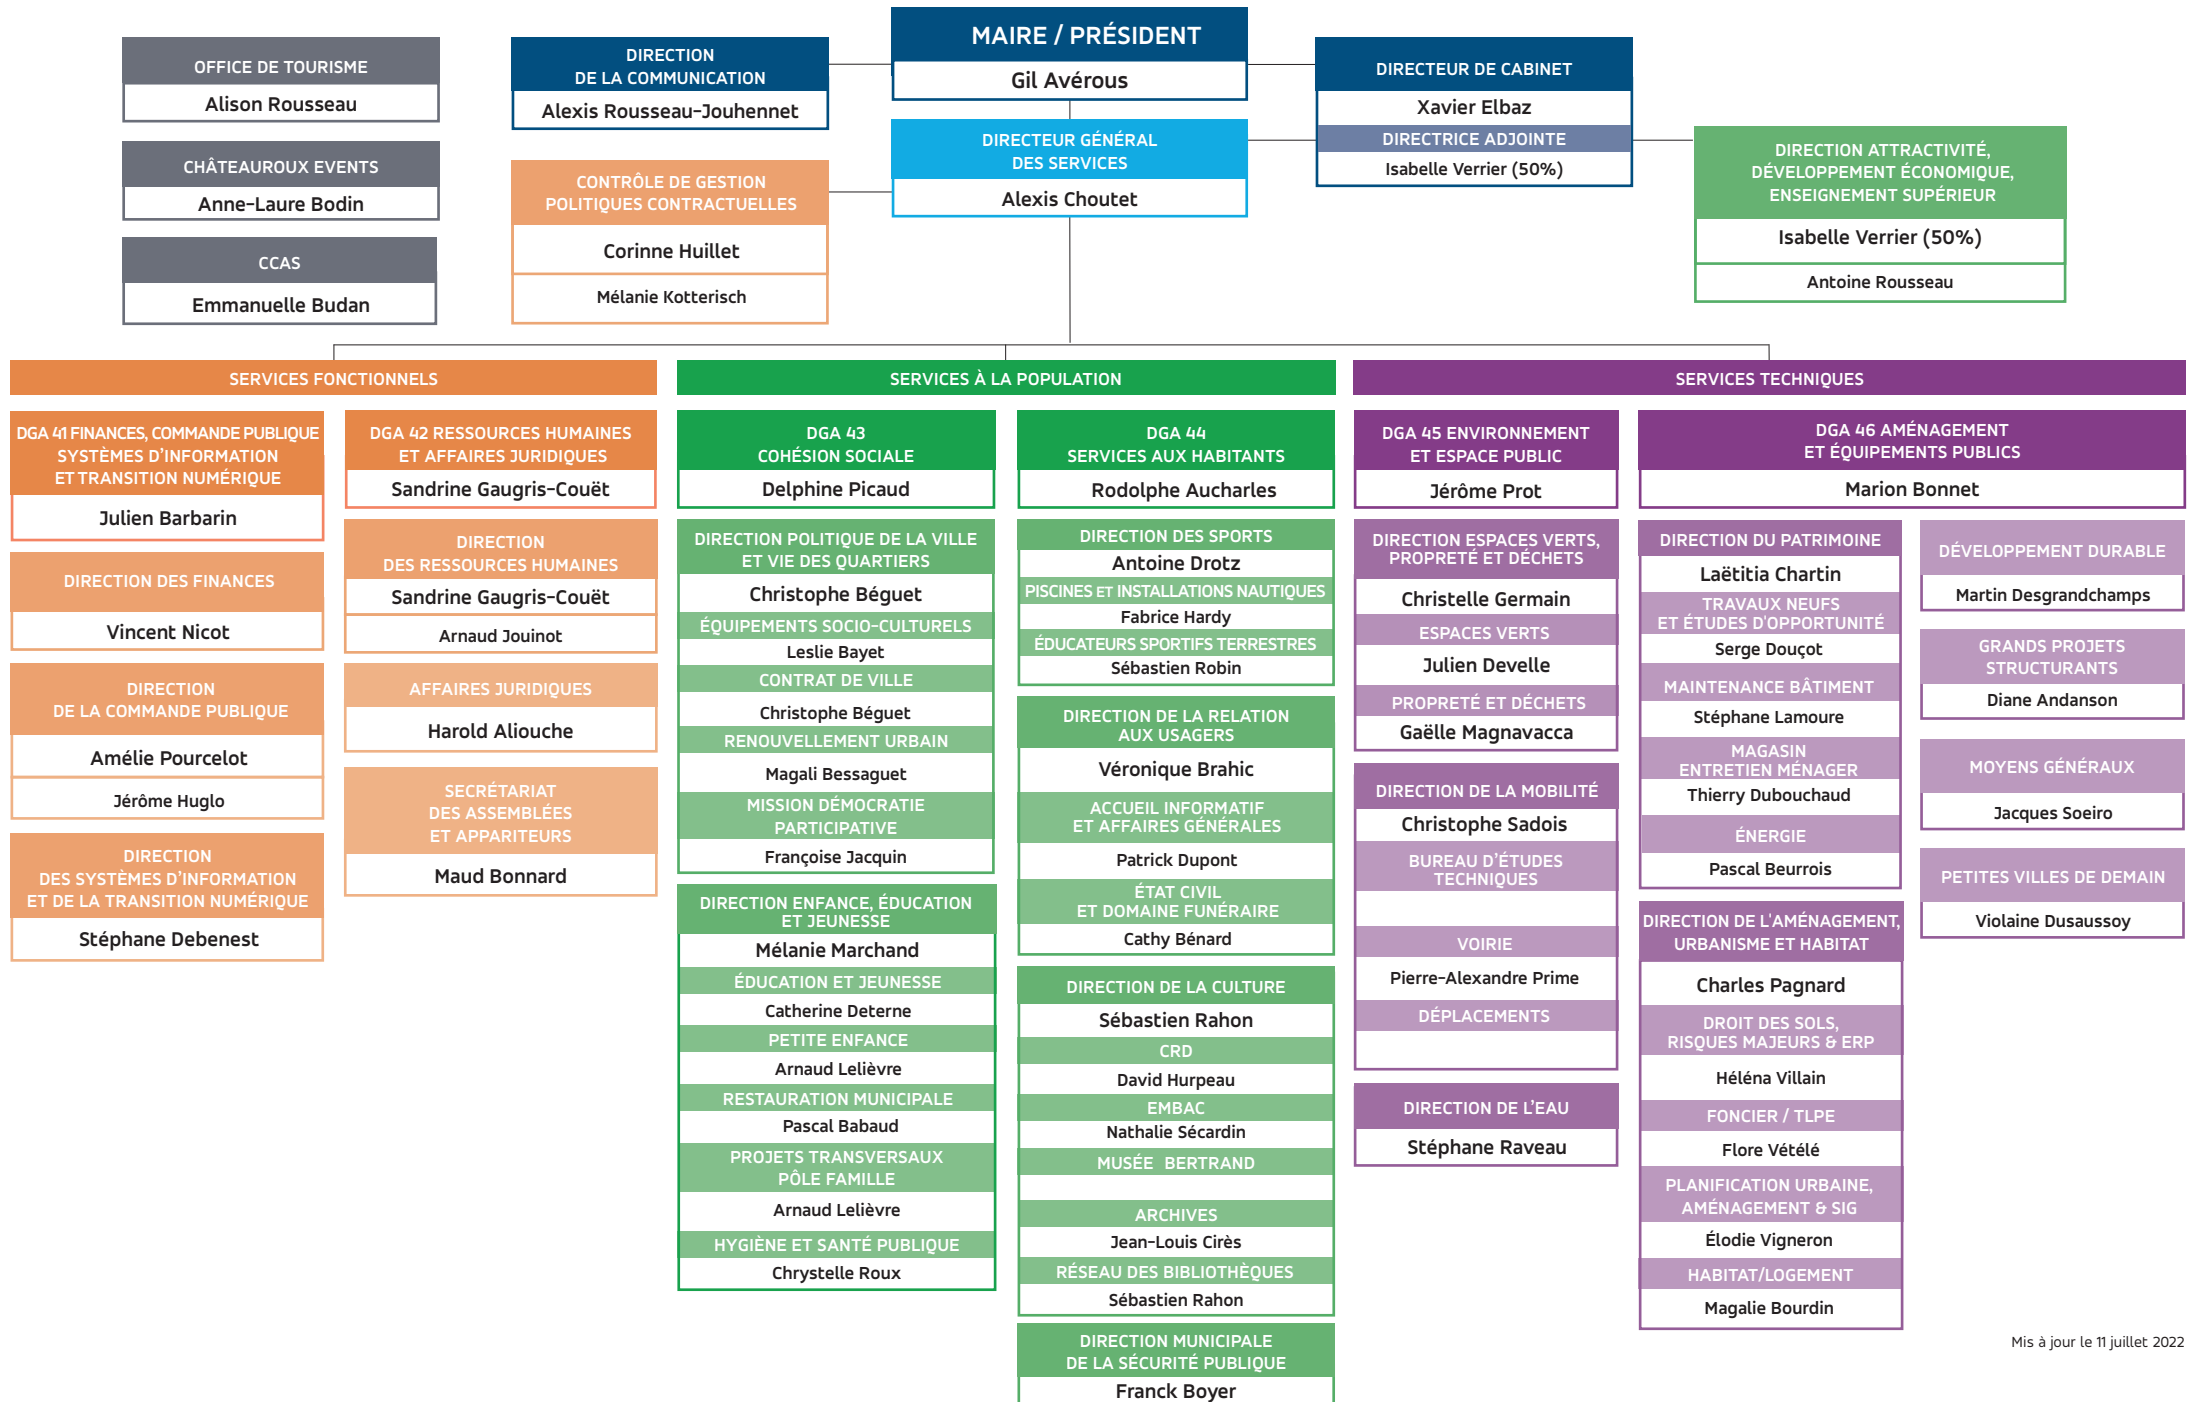 OFFICE DE TOURISME
Alison Rousseau
CHÂTEAUROUX EVENTS
Anne-Laure Bodin
CCAS
Emmanuelle Budan
DIRECTION
DE LA COMMUNICATION
Alexis Rousseau-Jouhennet
CONTRÔLE DE GESTION
POLITIQUES CONTRACTUELLES
Corinne Huillet
Mélanie Kotterisch
MAIRE / PRÉSIDENT
Gil Avérous
DIRECTEUR GÉNÉRAL
DES SERVICES
Alexis Choutet
DIRECTEUR DE CABINET
Xavier Elbaz
DIRECTRICE ADJOINTE
Isabelle Verrier (50%)
DIRECTION ATTRACTIVITÉ,
DÉVELOPPEMENT ÉCONOMIQUE,
ENSEIGNEMENT SUPÉRIEUR
Isabelle Verrier (50%)
Antoine Rousseau
SERVICES FONCTIONNELS
DGA 41 FINANCES, COMMANDE PUBLIQUE
SYSTÈMES D'INFORMATION
ET TRANSITION NUMÉRIQUE
Julien Barbarin
DIRECTION DES FINANCES
Vincent Nicot
DIRECTION
DE LA COMMANDE PUBLIQUE
Amélie Pourcelot
Jérôme Huglo
DIRECTION
DES SYSTÈMES D'INFORMATION
ET DE LA TRANSITION NUMÉRIQUE
Stéphane Debenest
DGA 42 RESSOURCES HUMAINES
ET AFFAIRES JURIDIQUES
Sandrine Gaugris-Couët
DIRECTION
DES RESSOURCES HUMAINES
Sandrine Gaugris-Couët
Arnaud Jouinot
AFFAIRES JURIDIQUES
Harold Aliouche
SECRÉTARIAT
DES ASSEMBLÉES
ET APPARITEURS
Maud Bonnard
SERVICES À LA POPULATION
DGA 43
COHÉSION SOCIALE
Delphine Picaud
DIRECTION POLITIQUE DE LA VILLE
ET VIE DES QUARTIERS
Christophe Béguet
ÉQUIPEMENTS SOCIO-CULTURELS
Leslie Bayet
CONTRAT DE VILLE
Christophe Béguet
RENOUVELLEMENT URBAIN
Magali Bessaguet
MISSION DÉMOCRATIE
PARTICIPATIVE
Françoise Jacquin
DIRECTION ENFANCE, ÉDUCATION
ET JEUNESSE
Mélanie Marchand
ÉDUCATION ET JEUNESSE
Catherine Deterne
PETITE ENFANCE
Arnaud Lelièvre
RESTAURATION MUNICIPALE
Pascal Babaud
PROJETS TRANSVERSAUX
PÔLE FAMILLE
Arnaud Lelièvre
HYGIÈNE ET SANTÉ PUBLIQUE
Chrystelle Roux
DGA 44
SERVICES AUX HABITANTS
Rodolphe Aucharles
DIRECTION DES SPORTS
Antoine Drotz
PISCINES ET INSTALLATIONS NAUTIQUES
Fabrice Hardy
ÉDUCATEURS SPORTIFS TERRESTRES
Sébastien Robin
DIRECTION DE LA RELATION
AUX USAGERS
Véronique Brahic
ACCUEIL INFORMATIF
ET AFFAIRES GÉNÉRALES
Patrick Dupont
ÉTAT CIVIL
ET DOMAINE FUNÉRAIRE
Cathy Bénard
DIRECTION DE LA CULTURE
Sébastien Rahon
CRD
David Hurpeau
EMBAC
Nathalie Sécardin
MUSÉE BERTRAND
ARCHIVES
Jean-Louis Cirès
RÉSEAU DES BIBLIOTHÈQUES
Sébastien Rahon
DIRECTION MUNICIPALE
DE LA SÉCURITÉ PUBLIQUE
Franck Boyer
SERVICES TECHNIQUES
DGA 45 ENVIRONNEMENT
ET ESPACE PUBLIC
Jérôme Prot
DIRECTION ESPACES VERTS,
PROPRETÉ ET DÉCHETS
Christelle Germain
ESPACES VERTS
Julien Develle
PROPRETÉ ET DÉCHETS
Gaëlle Magnavacca
DIRECTION DE LA MOBILITÉ
Christophe Sadois
BUREAU D'ÉTUDES
TECHNIQUES
VOIRIE
Pierre-Alexandre Prime
DÉPLACEMENTS
DIRECTION DE L'EAU
Stéphane Raveau
DGA 46 AMÉNAGEMENT
ET ÉQUIPEMENTS PUBLICS
Marion Bonnet
DIRECTION DU PATRIMOINE
Laëtitia Chartin
TRAVAUX NEUFS
ET ÉTUDES D'OPPORTUNITÉ
Serge Douçot
MAINTENANCE BÂTIMENT
Stéphane Lamoure
MAGASIN
ENTRETIEN MÉNAGER
Thierry Dubouchaud
ÉNERGIE
Pascal Beurrois
DIRECTION DE L'AMÉNAGEMENT,
URBANISME ET HABITAT
Charles Pagnard
DROIT DES SOLS,
RISQUES MAJEURS & ERP
Héléna Villain
FONCIER / TLPE
Flore Vétélé
PLANIFICATION URBAINE,
AMÉNAGEMENT & SIG
Élodie Vigneron
HABITAT/LOGEMENT
Magalie Bourdin
DÉVELOPPEMENT DURABLE
Martin Desgrandchamps
GRANDS PROJETS
STRUCTURANTS
Diane Andanson
MOYENS GÉNÉRAUX
Jacques Soeiro
PETITES VILLES DE DEMAIN
Violaine Dusaussoy
Mis à jour le 11 juillet 2022